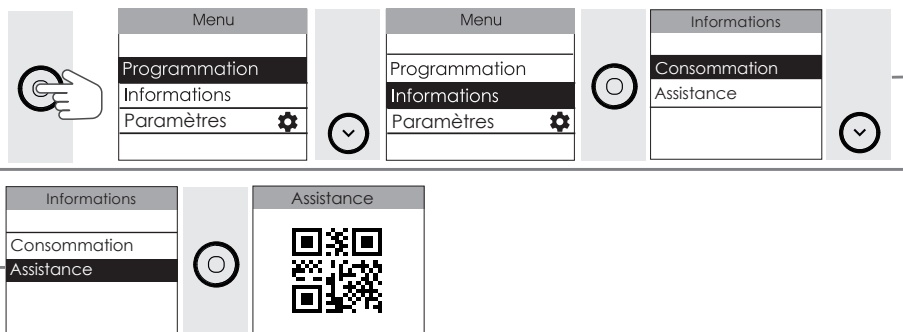 Menu
Programmation
Informations
Paramètres
Menu
Programmation
Informations
Paramètres
Informations
Consommation
Assistance
Informations
Consommation
Assistance
Assistance